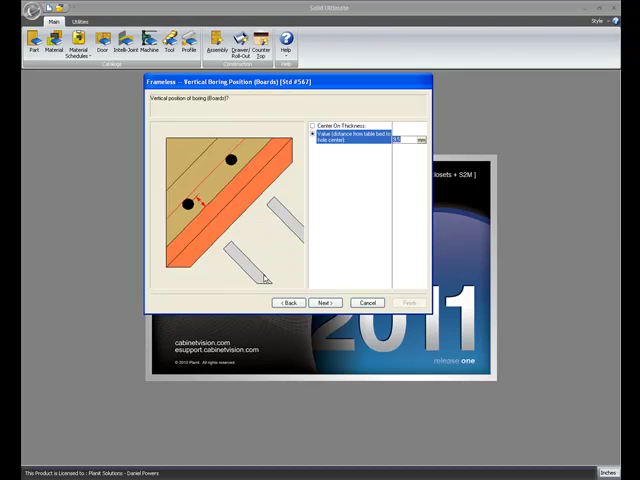 Solid Ultimate
Main
Utilities
Style
Part
Material
Material
Schedules
Door
Intelli-Joint
Machine
Tool
Profile
Assembly
Drawer/
Roll-Out
Counter
Top
Help
Catalogs
Construction
Help
Frameless -- Vertical Boring Position (Boards) [Std #567]
Vertical position of boring (Boards)?
Center On Thickness
Value (distance from table bed to
hole center)
mm
< Back
Next >
Cancel
Finish
losets + S2M ]
2011
release one
cabinetvision.com
esupport.cabinetvision.com
© 2010 Planit. All rights reserved.
This Product is Licensed to : Planit Solutions - Daniel Powers
Inches